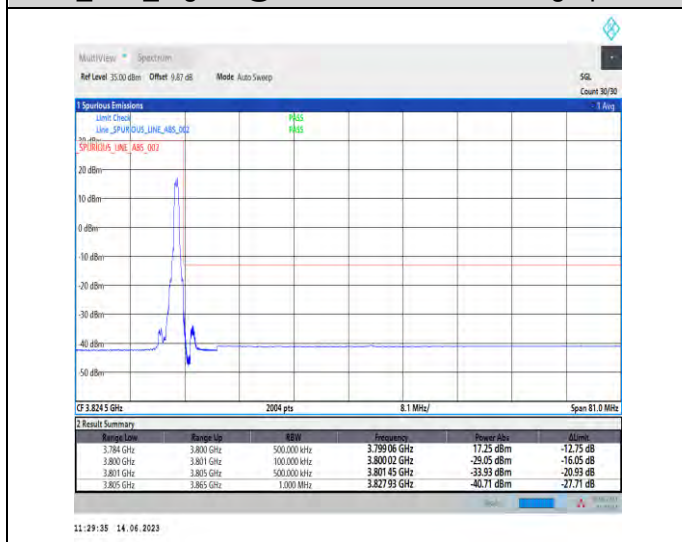 MultiView Spectrum
Ref Level 35.00 dBm Offset 9.87 dB Mode Auto Sweep SGL
Count 30/30
1 Spurious Emissions 1 Avg
Limit Check PASS
Line _SPURIOUS_LINE_ABS_002 PASS
_SPURIOUS_LINE_ABS_002
20 dBm
10 dBm
0 dBm
-10 dBm
-20 dBm
-30 dBm
-40 dBm
-50 dBm
CF 3.824 5 GHz 2004 pts 8.1 MHz/ Span 81.0 MHz
2 Result Summary
Range Low Range Up RBW Frequency Power Abs ΔLimit
3.784 GHz 3.800 GHz 500.000 kHz 3.799 06 GHz 17.25 dBm -12.75 dB
3.800 GHz 3.801 GHz 100.000 kHz 3.800 02 GHz -29.05 dBm -16.05 dB
3.801 GHz 3.805 GHz 500.000 kHz 3.801 45 GHz -33.93 dBm -20.93 dB
3.805 GHz 3.865 GHz 1.000 MHz 3.827 93 GHz -40.71 dBm -27.71 dB
11:29:35 14.06.2023